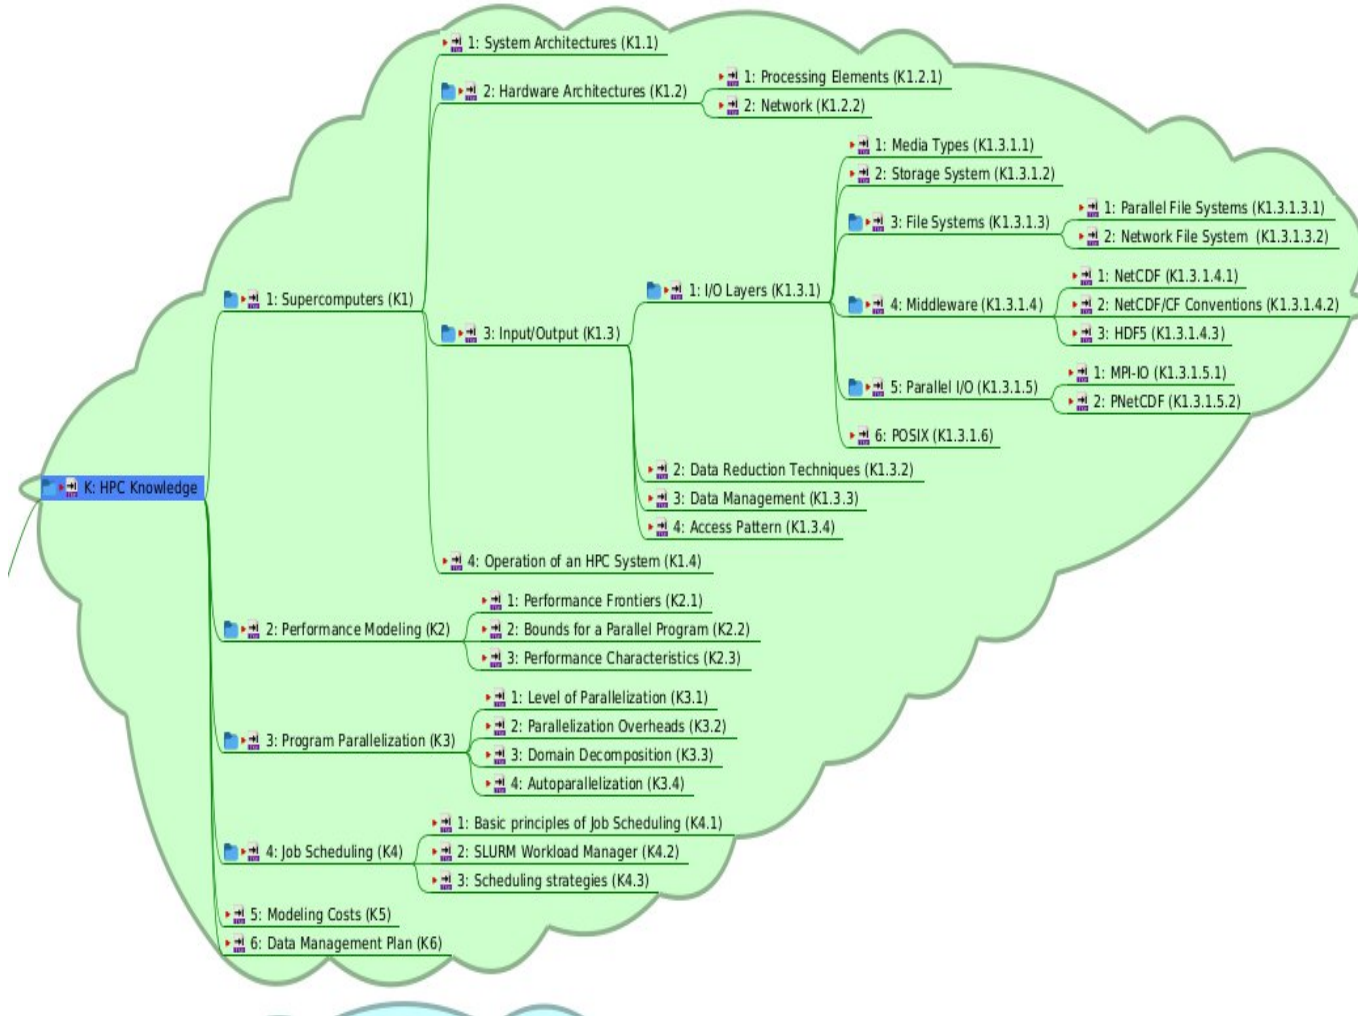 K: HPC Knowledge
1: Supercomputers (K1)
1: System Architectures (K1.1)
2: Hardware Architectures (K1.2)
1: Processing Elements (K1.2.1)
2: Network (K1.2.2)
3: Input/Output (K1.3)
1: I/O Layers (K1.3.1)
1: Media Types (K1.3.1.1)
2: Storage System (K1.3.1.2)
3: File Systems (K1.3.1.3)
1: Parallel File Systems (K1.3.1.3.1)
2: Network File System (K1.3.1.3.2)
4: Middleware (K1.3.1.4)
1: NetCDF (K1.3.1.4.1)
2: NetCDF/CF Conventions (K1.3.1.4.2)
3: HDF5 (K1.3.1.4.3)
5: Parallel I/O (K1.3.1.5)
1: MPI-IO (K1.3.1.5.1)
2: PNetCDF (K1.3.1.5.2)
6: POSIX (K1.3.1.6)
2: Data Reduction Techniques (K1.3.2)
3: Data Management (K1.3.3)
4: Access Pattern (K1.3.4)
4: Operation of an HPC System (K1.4)
2: Performance Modeling (K2)
1: Performance Frontiers (K2.1)
2: Bounds for a Parallel Program (K2.2)
3: Performance Characteristics (K2.3)
3: Program Parallelization (K3)
1: Level of Parallelization (K3.1)
2: Parallelization Overheads (K3.2)
3: Domain Decomposition (K3.3)
4: Autoparallelization (K3.4)
4: Job Scheduling (K4)
1: Basic principles of Job Scheduling (K4.1)
2: SLURM Workload Manager (K4.2)
3: Scheduling strategies (K4.3)
5: Modeling Costs (K5)
6: Data Management Plan (K6)